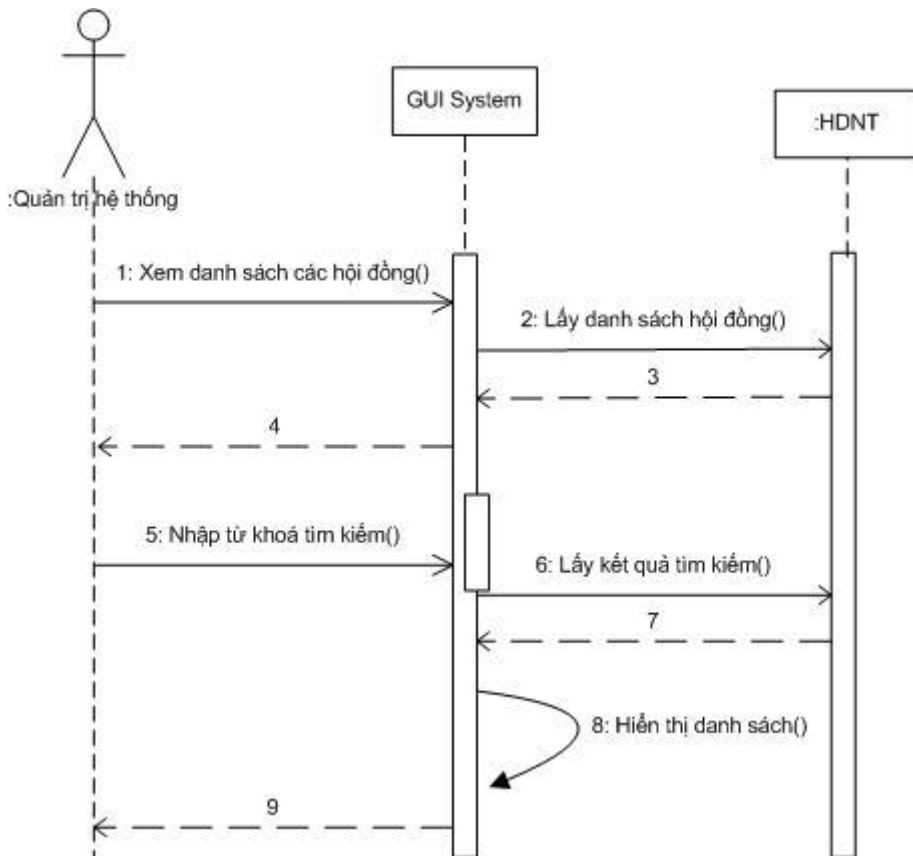 GUI System
:HDNT
:Quản trị hệ thống
1: Xem danh sách các hội đồng()
2: Lấy danh sách hội đồng()
3
4
5: Nhập từ khoá tìm kiếm()
6: Lấy kết quả tìm kiếm()
7
8: Hiển thị danh sách()
9